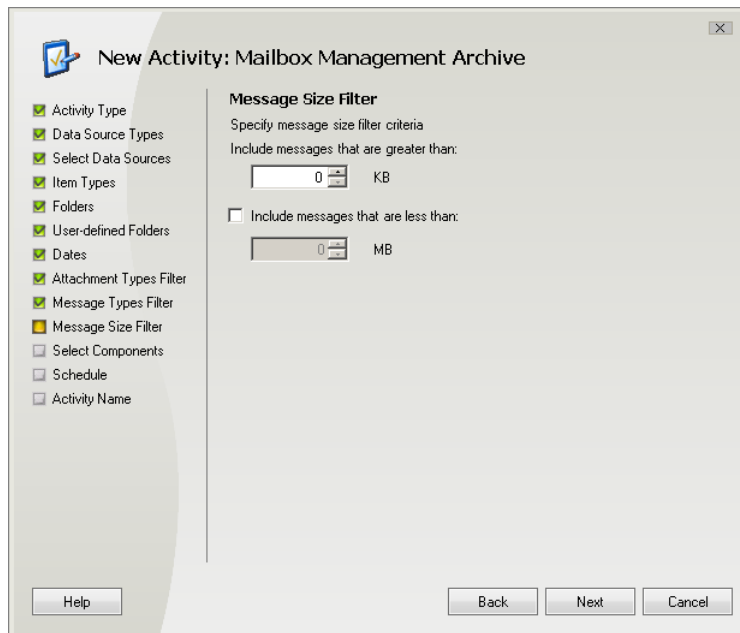 New Activity: Mailbox Management Archive
Activity Type
Data Source Types
Select Data Sources
Item Types
Folders
User-defined Folders
Dates
Attachment Types Filter
Message Types Filter
Message Size Filter
Select Components
Schedule
Activity Name
Message Size Filter
Specify message size filter criteria
Include messages that are greater than:
0 KB
Include messages that are less than:
0 MB
Help
Back
Next
Cancel